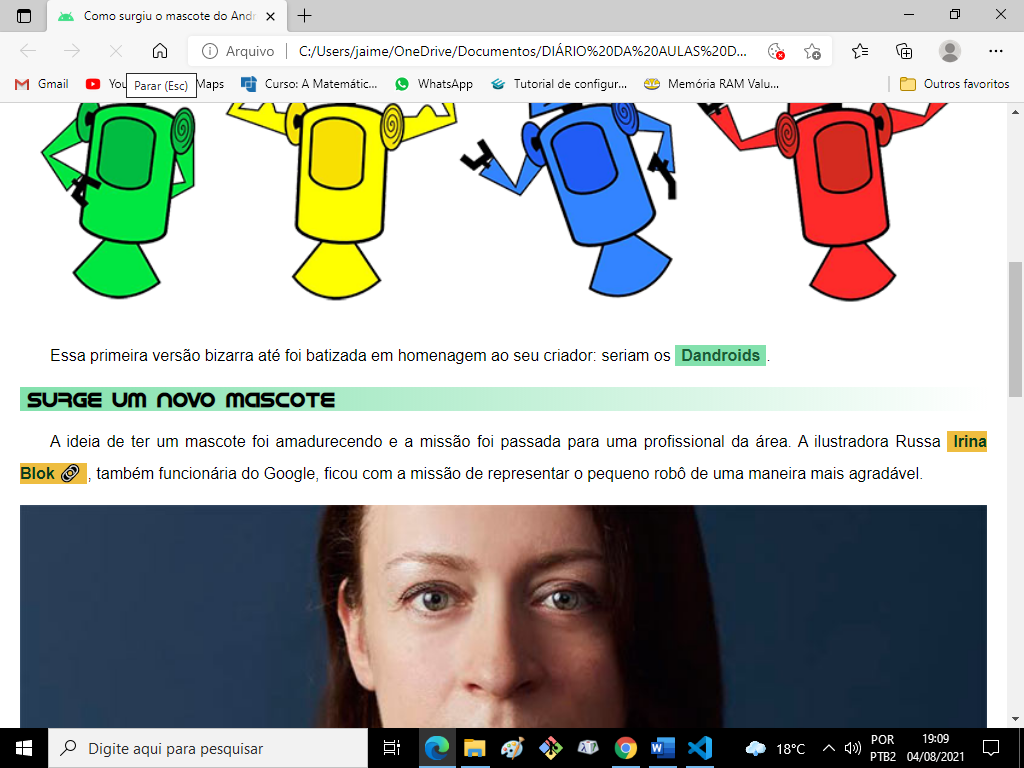 Como surgiu o mascote do Andr
Arquivo
C:/Users/jaime/OneDrive/Documentos/DIÁRIO%20DA%20AULAS%20D...
Gmail
You
Maps
Curso: A Matemátic...
WhatsApp
Tutorial de configur...
Memória RAM Valu...
Outros favoritos
Parar (Esc)
Essa primeira versão bizarra até foi batizada em homenagem ao seu criador: seriam os Dandroids.
SURGE UM NOVO MASCOTE
A ideia de ter um mascote foi amadurecendo e a missão foi passada para uma profissional da área. A ilustradora Russa Irina
Blok, também funcionária do Google, ficou com a missão de representar o pequeno robô de uma maneira mais agradável.
Digite aqui para pesquisar
18°C
POR
PTB2
19:09
04/08/2021